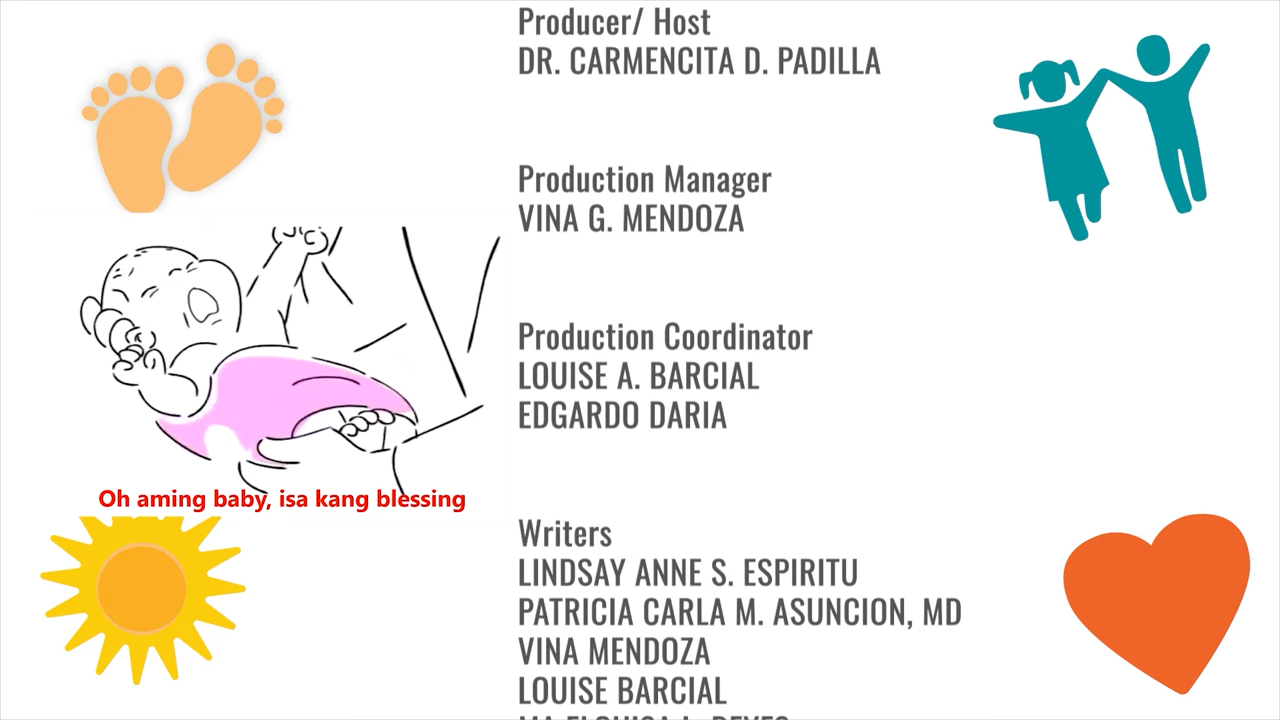 Producer/ Host
DR. CARMENCITA D. PADILLA
Production Manager
VINA G. MENDOZA
Production Coordinator
LOUISE A. BARCIAL
EDGARDO DARIA
Oh aming baby, isa kang blessing
Writers
LINDSAY ANNE S. ESPIRITU
PATRICIA CARLA M. ASUNCION, MD
VINA MENDOZA
LOUISE BARCIAL